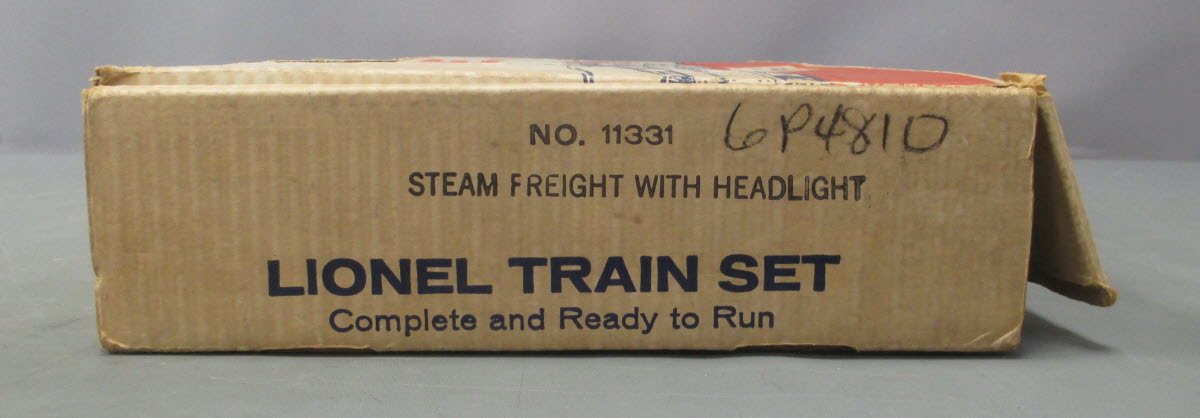 NO. 11331 6P4810
STEAM FREIGHT WITH HEADLIGHT
LIONEL TRAIN SET
Complete and Ready to Run